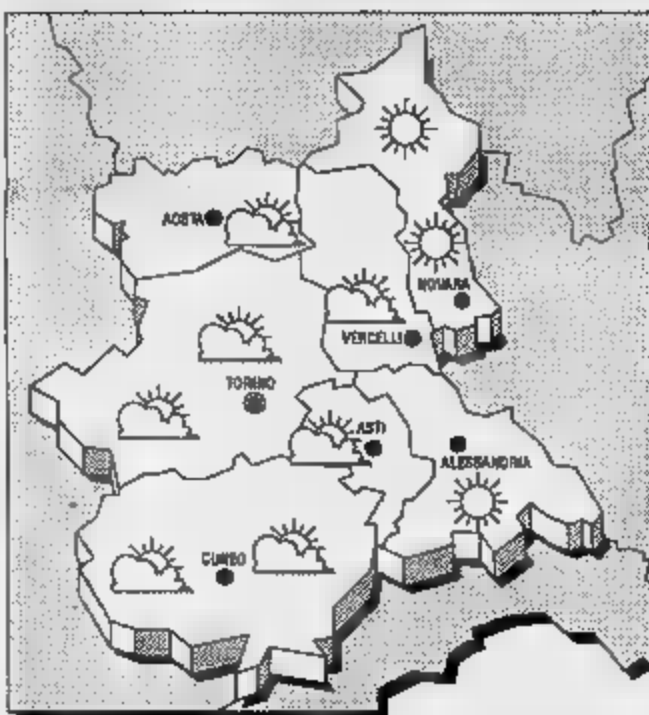 AOSTA
NOVARA
VERCELLI
TORINO
ASTI
ALESSANDRIA
CUNEO